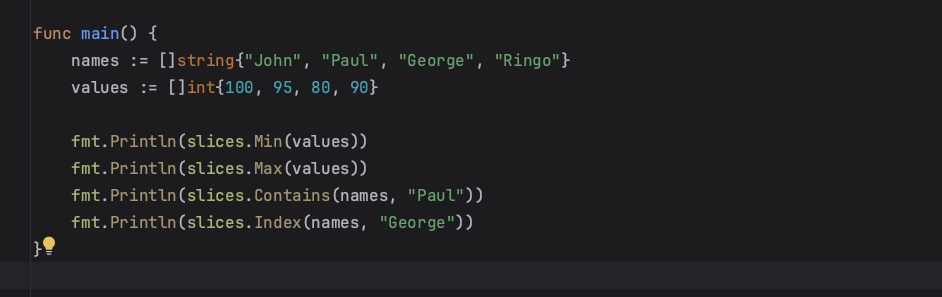 func main() {
    names := []string{"John", "Paul", "George", "Ringo"}
    values := []int{100, 95, 80, 90}

    fmt.Println(slices.Min(values))
    fmt.Println(slices.Max(values))
    fmt.Println(slices.Contains(names, "Paul"))
    fmt.Println(slices.Index(names, "George"))
}